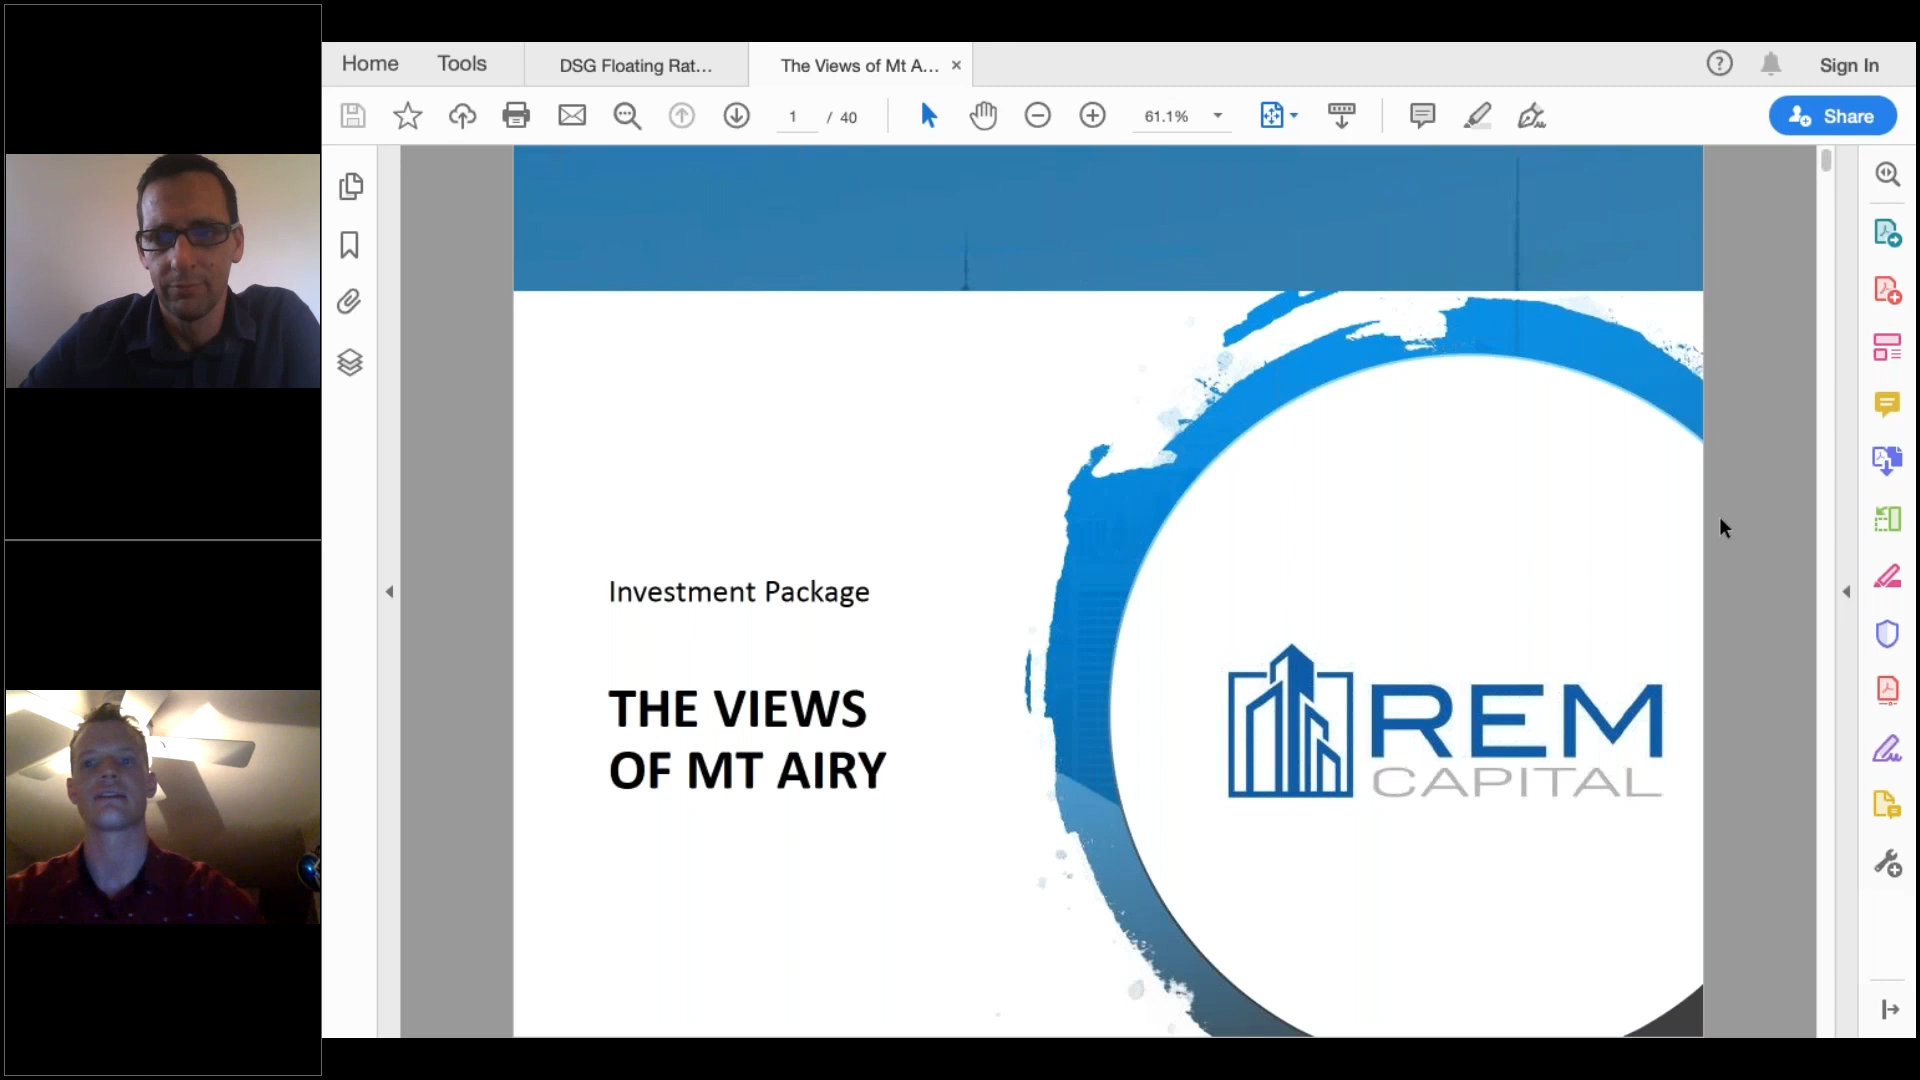 Home
Tools
DSG Floating Rat...
The Views of Mt A...
Sign In
1 / 40
61.1%
Share
Investment Package
THE VIEWS
OF MT AIRY
REM
CAPITAL